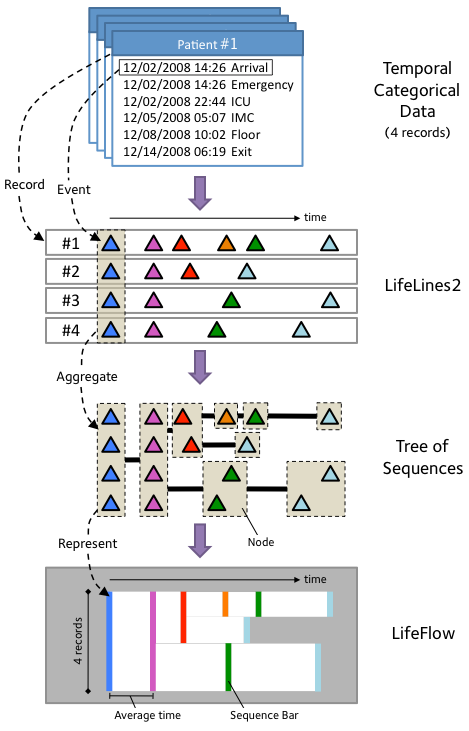 Patient #1
12/02/2008 14:26 Arrival
12/02/2008 14:26 Emergency
12/02/2008 22:44 ICU
12/05/2008 05:07 IMC
12/08/2008 10:02 Floor
12/14/2008 06:19 Exit
Temporal
Categorical
Data
(4 records)
Record
Event
time
#1
#2
#3
#4
LifeLines2
Aggregate
Tree of
Sequences
Node
Represent
time
4 records
LifeFlow
Average time
Sequence Bar